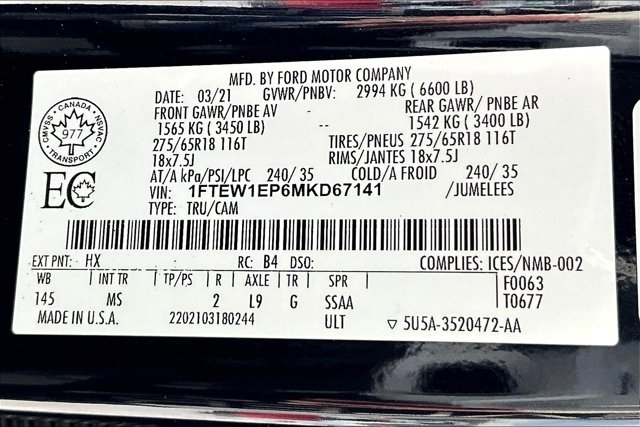 MFD. BY FORD MOTOR COMPANY
DATE: 03/21 GVWR/PNBV: 2994 KG ( 6600 LB)
FRONT GAWR/PNBE AV -- REAR GAWR/ PNBE AR
1565 KG ( 3450 LB) 1542 KG ( 3400 LB)
275/65R18 116T TIRES/PNEUS 275/65R18 116T
18x7.5J RIMS/JANTES 18x7.5J
AT/A kPa/PSI/LPC 240/ 35 COLD/A FROID 240/ 35
VIN: 1FTEW1EP6MKD67141 /JUMELEES
TYPE: TRU/CAM
CANADA
CMVSS NSVAC
977
TRANSPORT
EC
EXT PNT: HX RC: B4 DSO: COMPLIES: ICES/NMB-002
WB INT TR TP/PS R AXLE TR SPR F0063
145 MS 2 L9 G SSAA T0677
MADE IN U.S.A. 2202103180244 ULT ▽ 5U5A-3520472-AA